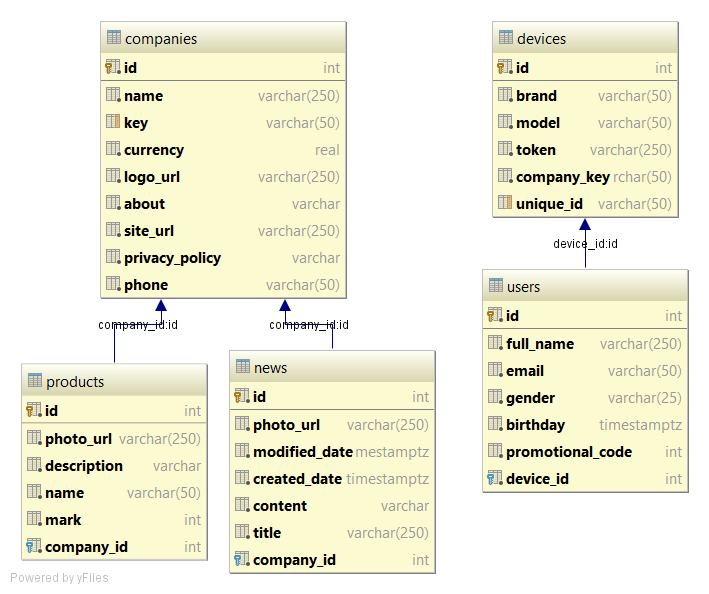 companies
id int
name varchar(250)
key varchar(50)
currency real
logo_url varchar(250)
about varchar
site_url varchar(250)
privacy_policy varchar
phone varchar(50)
devices
id int
brand varchar(50)
model varchar(50)
token varchar(250)
company_key rchar(50)
unique_id varchar(50)
device_id:id
users
id int
full_name varchar(250)
email varchar(50)
gender varchar(25)
birthday timestamptz
promotional_code int
device_id int
company_id:id
company_id:id
products
id int
photo_url varchar(250)
description varchar
name varchar(50)
mark int
company_id int
news
id int
photo_url varchar(250)
modified_date mestamptz
created_date timestamptz
content varchar
title varchar(250)
company_id int
Powered by yFiles